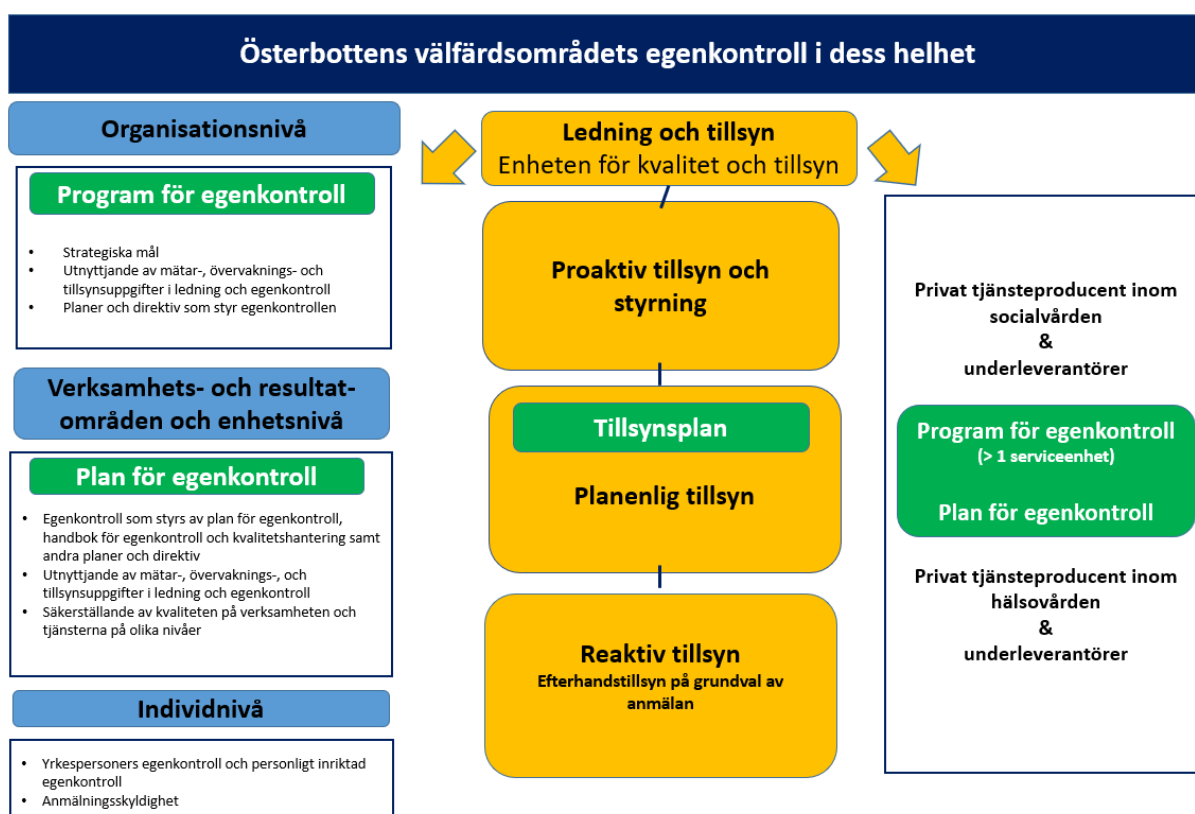 Österbottens välfärdsområdets egenkontroll i dess helhet
Organisationsnivå
Program för egenkontroll
• Strategiska mål
• Utnyttjande av mätar-, övervaknings- och
tillsynsuppgifter i ledning och egenkontroll
• Planer och direktiv som styr egenkontrollen
Verksamhets- och resultat-
områden och enhetsnivå
Plan för egenkontroll
• Egenkontroll som styrs av plan för egenkontroll,
handbok för egenkontroll och kvalitetshantering samt
andra planer och direktiv
• Utnyttjande av mätar-, övervaknings-, och
tillsynsuppgifter i ledning och egenkontroll
• Säkerställande av kvaliteten på verksamheten och
tjänsterna på olika nivåer
Individnivå
• Yrkespersoners egenkontroll och personligt inriktad
egenkontroll
• Anmälningsskyldighet
Ledning och tillsyn
Enheten för kvalitet och tillsyn
Proaktiv tillsyn och
styrning
Tillsynsplan
Planenlig tillsyn
Reaktiv tillsyn
Efterhandstillsyn på grundval av
anmälan
Privat tjänsteproducent inom
socialvården
&
underleverantörer
Program för egenkontroll
(> 1 serviceenhet)
Plan för egenkontroll
Privat tjänsteproducent inom
hälsovården
&
underleverantörer